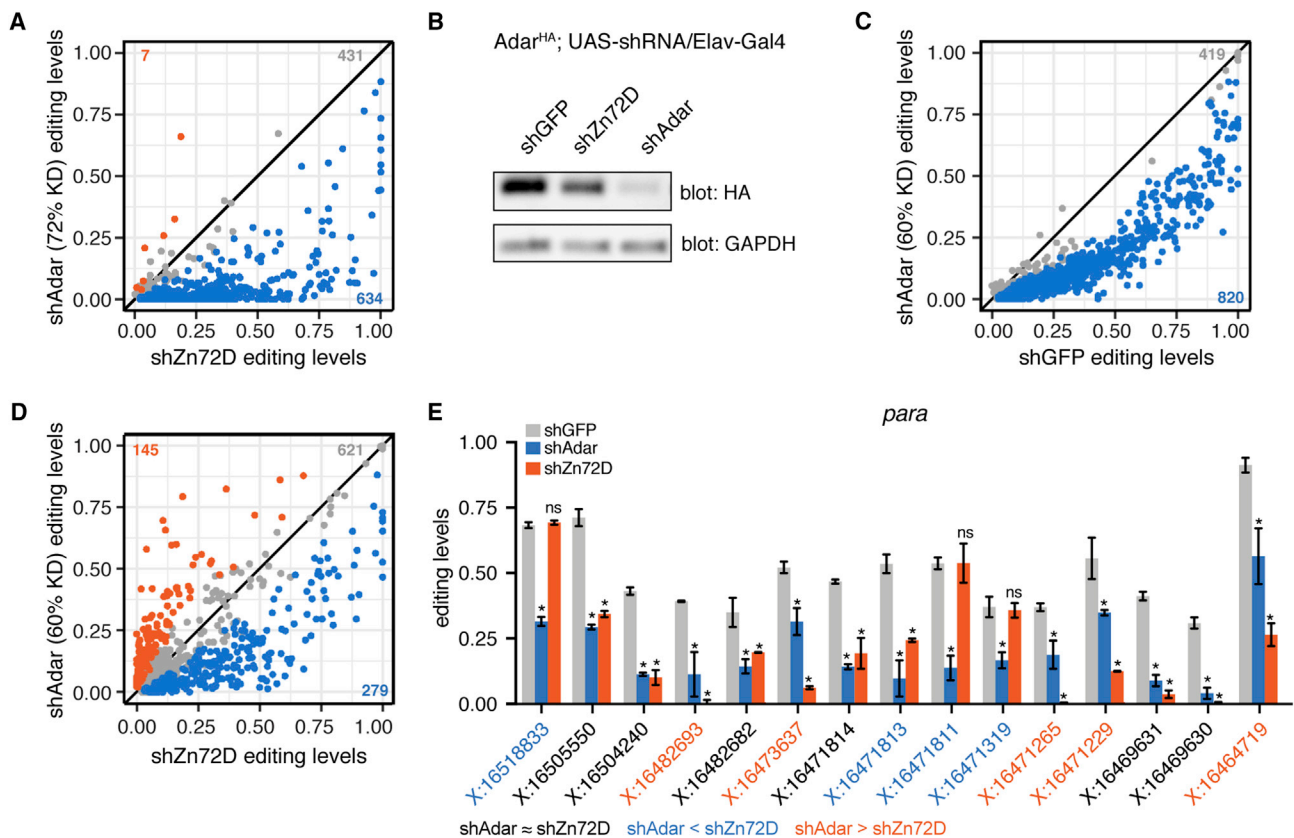 A
shAdar (72% KD) editing levels
1.00
0.75
0.50
0.25
0.00
7
431
634
0.00 0.25 0.50 0.75 1.00
shZn72D editing levels
B
AdarHA; UAS-shRNA/Elav-Gal4
shGFP
shZn72D
shAdar
blot: HA
blot: GAPDH
C
shAdar (60% KD) editing levels
1.00
0.75
0.50
0.25
0.00
419
820
0.00 0.25 0.50 0.75 1.00
shGFP editing levels
D
shAdar (60% KD) editing levels
1.00
0.75
0.50
0.25
0.00
145
621
279
0.00 0.25 0.50 0.75 1.00
shZn72D editing levels
E
para
shGFP
shAdar
shZn72D
editing levels
1.00
0.75
0.50
0.25
0.00
* ns
* *
* *
* *
* *
* *
* *
* *
* ns
* ns
* *
* *
* *
* *
* *
X:16518833
X:16505550
X:16504240
X:16482693
X:16482682
X:16473637
X:16471814
X:16471813
X:16471811
X:16471319
X:16471265
X:16471229
X:16469631
X:16469630
X:16464719
shAdar ≈ shZn72D shAdar < shZn72D shAdar > shZn72D